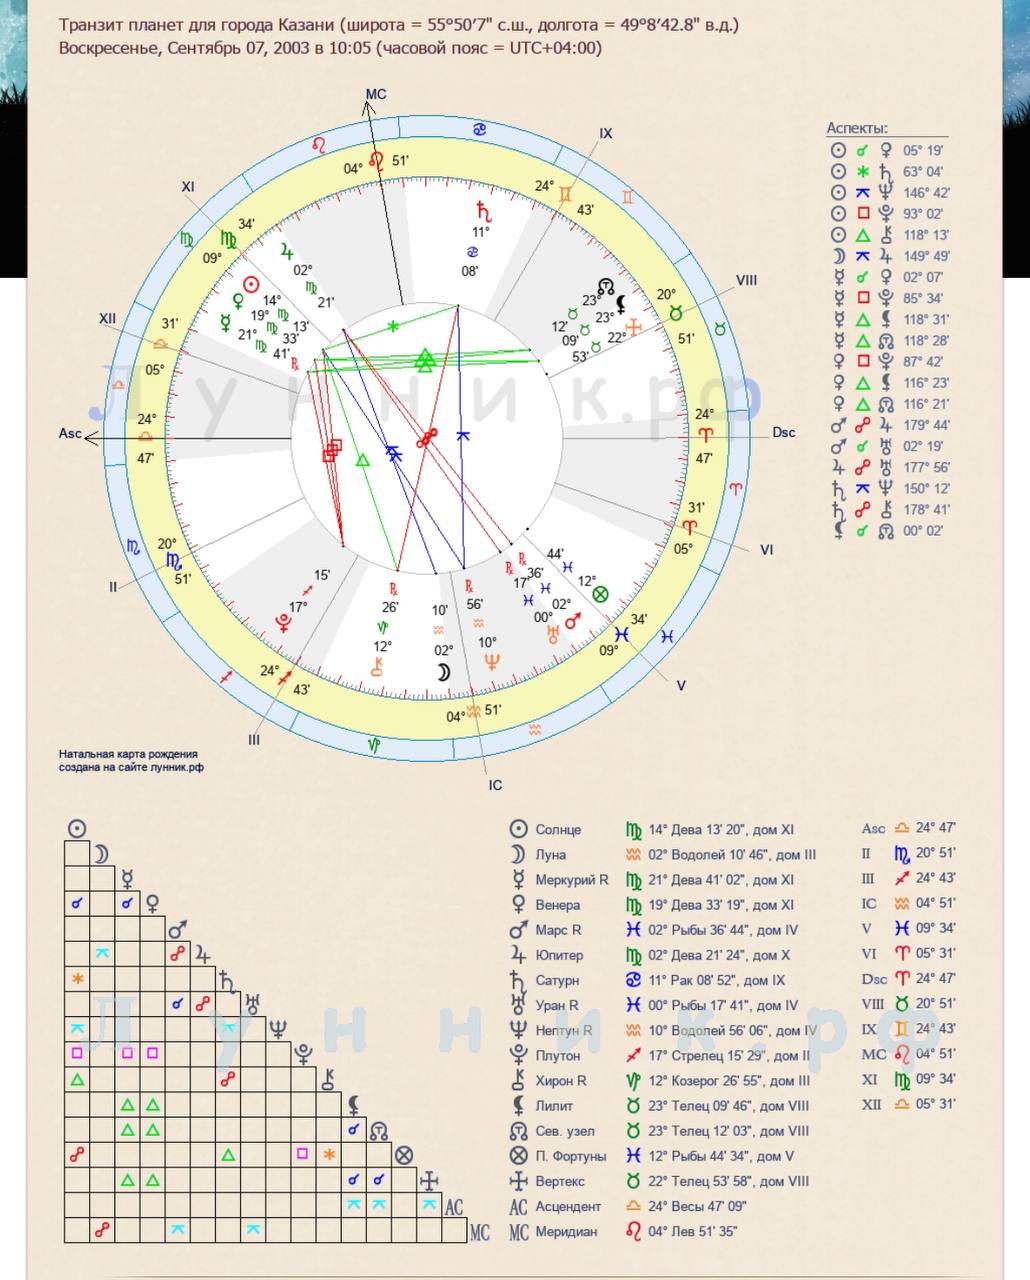 Транзит планет для города Казани (широта = 55°50′7" с.ш., долгота = 49°8′42.8" в.д.)
Воскресенье, Сентябрь 07, 2003 в 10:05 (часовой пояс = UTC+04:00)
MC
IX
04° ♌ 51'
XI
24° ♊ 43'
♄
11°
♋
08'
34'
♍
09°
♃
02°
♍
21'
VIII
20°
♉
51'
☉ 14° ♍ 13'
♀ 19° ♍ 33'
☿ 21° ♍ 41' ℞
☊ 23° ♉ 12'
⚸ 23° ♉ 09'
22° ♉ 53'
XII
31'
♎
05°
Asc
24°
♎
47'
24°
♈
Dsc
47'
31'
♈
05°
VI
20°
♏
51'
II
15'
♐
17°
♇
℞
26'
♑
12°
⚷
10'
♒
02°
☽
℞
56'
♒
10°
♆
℞
17'
♓
00°
♅
℞
36'
♓
02°
♂
44'
♓
12°
⊗
34'
♓
09°
V
24° ♐ 43'
III
04° ♒ 51'
IC
Лунник.рф
Натальная карта рождения
создана на сайте лунник.рф
Аспекты:
☉ ☌ ♀ 05° 19'
☉ ⚹ ♄ 63° 04'
☉ ⚻ ♆ 146° 42'
☉ □ ♇ 93° 02'
☉ △ ⚷ 118° 13'
☽ ⚻ ♃ 149° 49'
☿ ☌ ♀ 02° 07'
☿ □ ♇ 85° 34'
☿ △ ⚸ 118° 31'
☿ △ ☊ 118° 28'
♀ □ ♇ 87° 42'
♀ △ ⚸ 116° 23'
♀ △ ☊ 116° 21'
♂ ☍ ♃ 179° 44'
♂ ☌ ♅ 02° 19'
♃ ☍ ♅ 177° 56'
♄ ⚻ ♆ 150° 12'
♄ ☍ ⚷ 178° 41'
⚸ ☌ ☊ 00° 02'
AC
MC
Лунник.рф
☉ Солнце ♍ 14° Дева 13' 20", дом XI
☽ Луна ♒ 02° Водолей 10' 46", дом III
☿ Меркурий R ♍ 21° Дева 41' 02", дом XI
♀ Венера ♍ 19° Дева 33' 19", дом XI
♂ Марс R ♓ 02° Рыбы 36' 44", дом IV
♃ Юпитер ♍ 02° Дева 21' 24", дом X
♄ Сатурн ♋ 11° Рак 08' 52", дом IX
♅ Уран R ♓ 00° Рыбы 17' 41", дом IV
♆ Нептун R ♒ 10° Водолей 56' 06", дом IV
♇ Плутон ♐ 17° Стрелец 15' 29", дом II
⚷ Хирон R ♑ 12° Козерог 26' 55", дом III
⚸ Лилит ♉ 23° Телец 09' 46", дом VIII
☊ Сев. узел ♉ 23° Телец 12' 03", дом VIII
⊗ П. Фортуны ♓ 12° Рыбы 44' 34", дом V
Вертекс ♉ 22° Телец 53' 58", дом VIII
AC Асцендент ♎ 24° Весы 47' 09"
MC Меридиан ♌ 04° Лев 51' 35"
Asc ♎ 24° 47'
II ♏ 20° 51'
III ♐ 24° 43'
IC ♒ 04° 51'
V ♓ 09° 34'
VI ♈ 05° 31'
Dsc ♈ 24° 47'
VIII ♉ 20° 51'
IX ♊ 24° 43'
MC ♌ 04° 51'
XI ♍ 09° 34'
XII ♎ 05° 31'